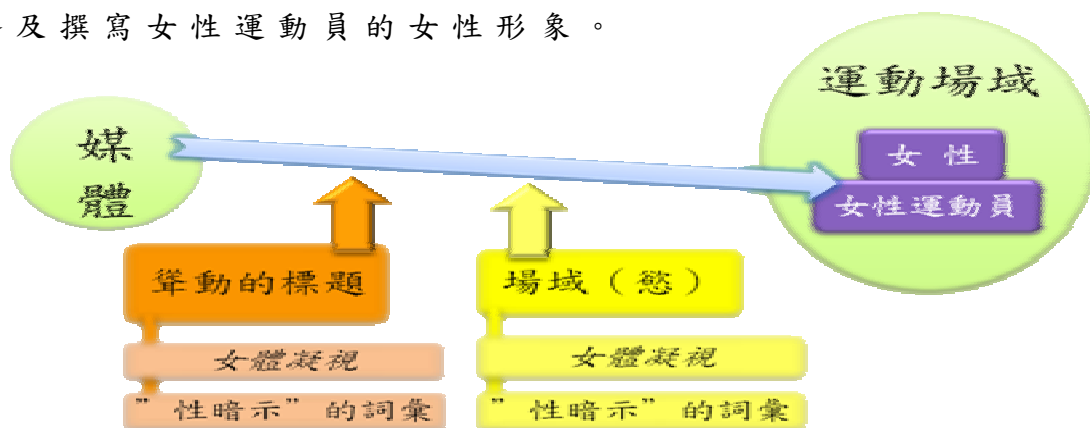 及撰寫女性運動員的女性形象。
運動場域
媒
體
女性
女性運動員
聳動的標題
場域（慾）
女體凝視
女體凝視
”性暗示”的詞彙
”性暗示”的詞彙